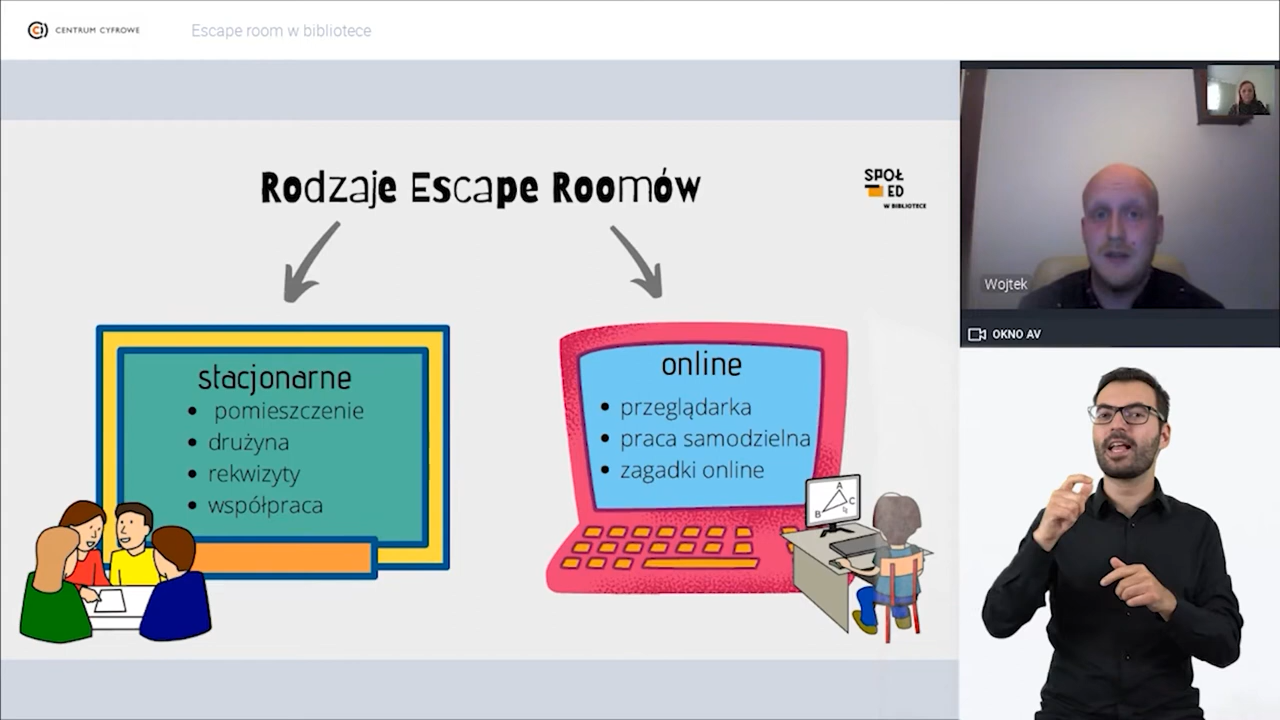 CENTRUM CYFROWE
Escape room w bibliotece
Rodzaje Escape Roomów
SPOŁ
ED
W BIBLIOTECE
stacjonarne
• pomieszczenie
• drużyna
• rekwizyty
• współpraca
online
• przeglądarka
• praca samodzielna
• zagadki online
A
B
C
Wojtek
OKNO AV